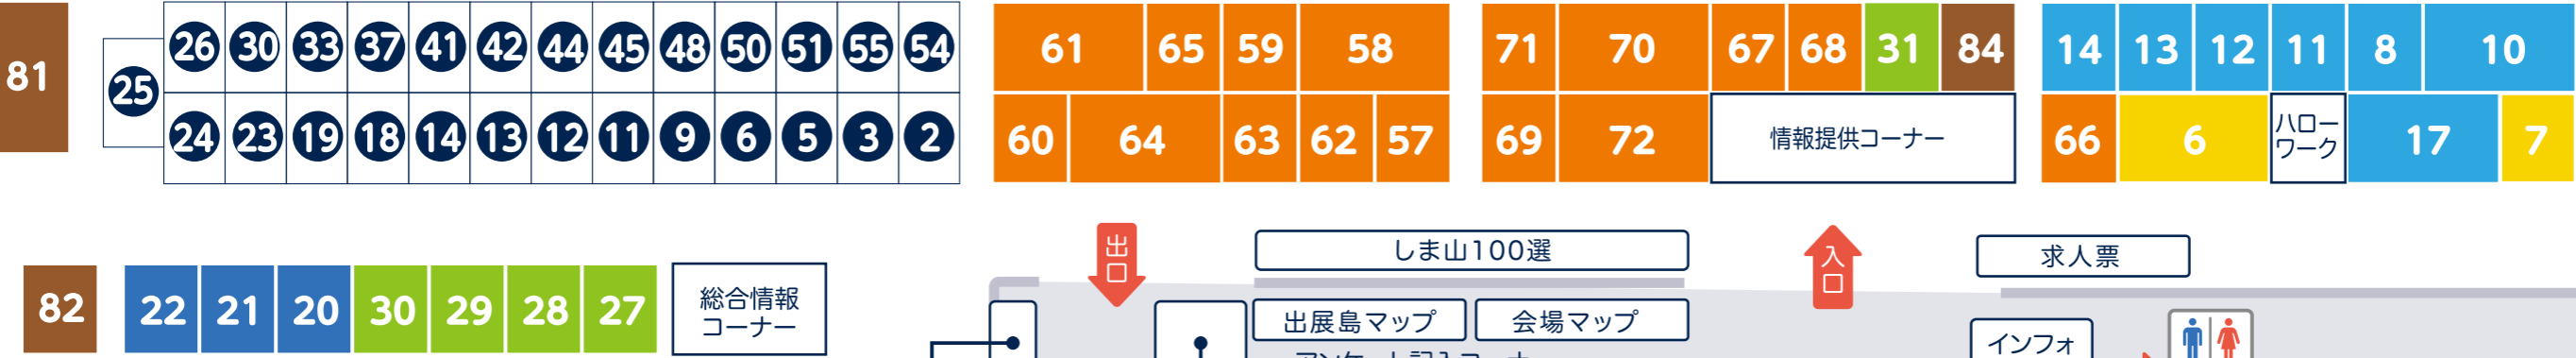 81
25
26 30 33 37 41 42 44 45 48 50 51 55 54
24 23 19 18 14 13 12 11 9 6 5 3 2
61 65 59 58
60 64 63 62 57
71 70 67 68 31 84
69 72 情報提供コーナー
14 13 12 11 8 10
66 6 ハロー
ワーク 17 7
82 22 21 20 30 29 28 27
総合情報
コーナー
出口
しま山100選
入口
求人票
出展島マップ
会場マップ
インフォ